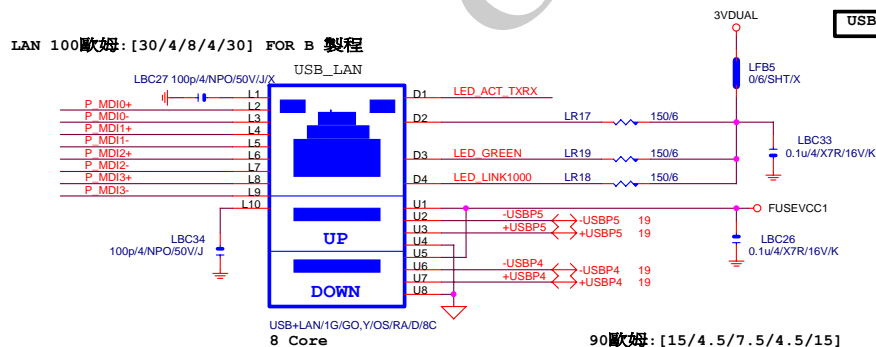 3VDUAL
USB
LAN 100歐姆:[30/4/8/4/30] FOR B 製程
LFB5
0/6/SHT/X
USB_LAN
LBC27 100p/4/NPO/50V/J/X
L1
D1
LED_ACT_TXRX
P_MDI0+
L2
D2
LR17
150/6
P_MDI0-
L3
P_MDI1+
L4
LBC33
0.1u/4/X7R/16V/K
P_MDI1-
L5
P_MDI2+
L6
D3
LED_GREEN
LR19
150/6
P_MDI2-
L7
P_MDI3+
L8
D4
LED_LINK1000
LR18
150/6
P_MDI3-
L9
L10
U1
FUSEVCC1
U2
-USBP5
-USBP5
19
U3
+USBP5
+USBP5
19
UP
U4
LBC34
100p/4/NPO/50V/J
U5
LBC26
0.1u/4/X7R/16V/K
U6
-USBP4
-USBP4
19
U7
+USBP4
+USBP4
19
DOWN
U8
USB+LAN/1G/GO,Y/OS/RA/D/8C
8 Core
90歐姆:[15/4.5/7.5/4.5/15]